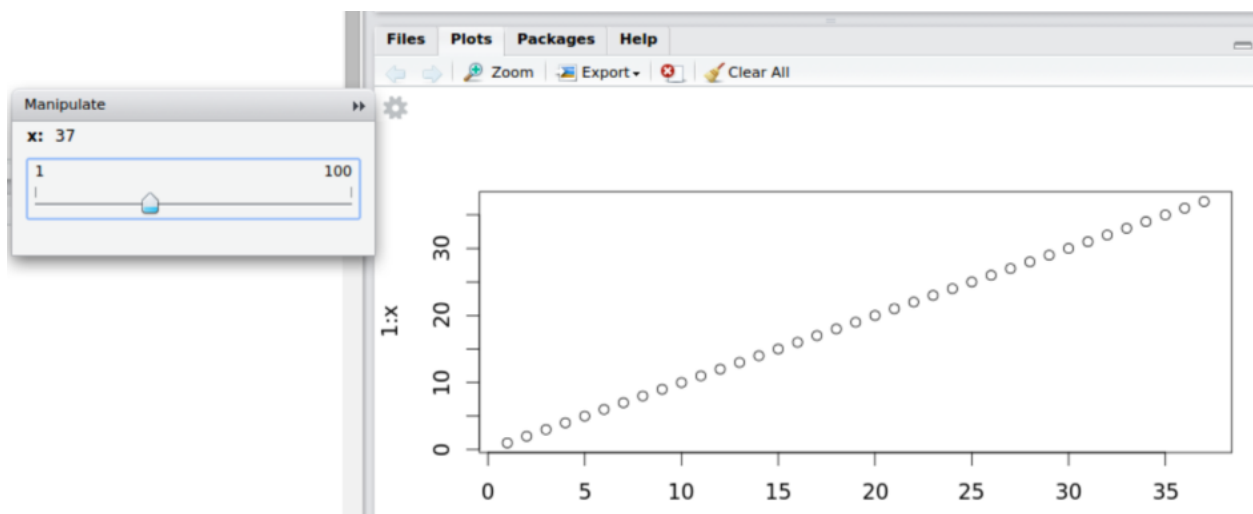 Files Plots Packages Help
Zoom Export Clear All
Manipulate
x: 37
1 100
1:x
30
20
10
0
0 5 10 15 20 25 30 35